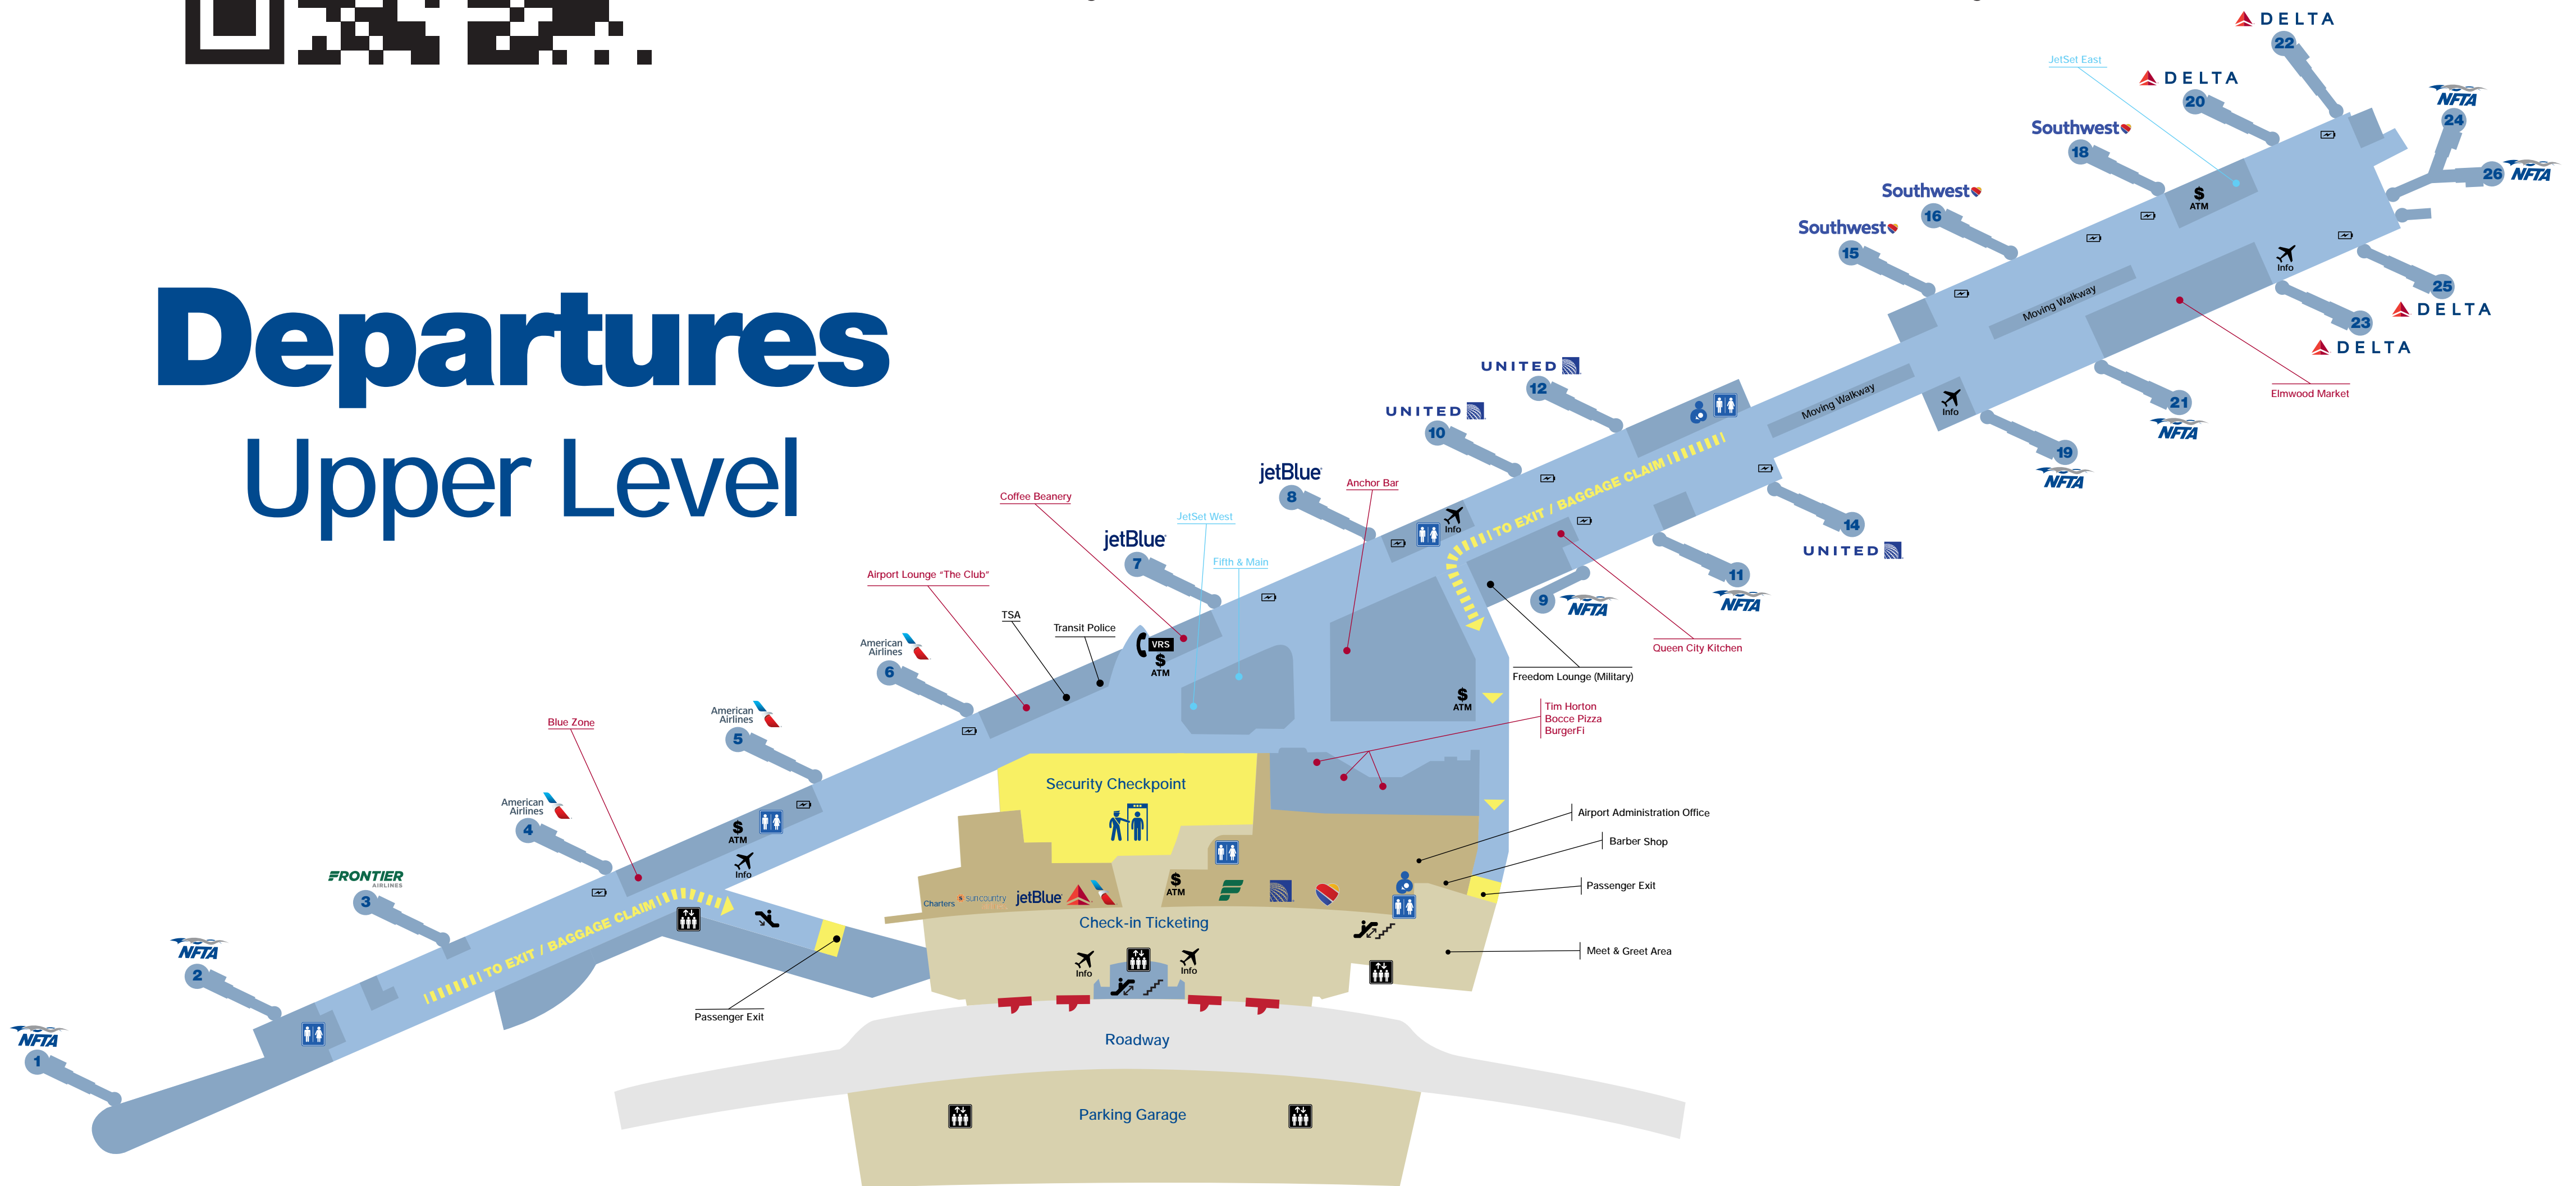 Departures
Upper Level
DELTA
22
JetSet East
DELTA
20
NFTA
24
Southwest
18
26
NFTA
$
ATM
Southwest
16
Southwest
15
Info
25
DELTA
Moving Walkway
23
DELTA
UNITED
12
Elmwood Market
Moving Walkway
Info
21
NFTA
UNITED
10
19
NFTA
TO EXIT / BAGGAGE CLAIM
jetBlue
8
Anchor Bar
Coffee Beanery
JetSet West
Info
14
UNITED
jetBlue
7
Fifth & Main
Airport Lounge "The Club"
11
NFTA
9
NFTA
TSA
Transit Police
VRS
$
ATM
Queen City Kitchen
Freedom Lounge (Military)
American
Airlines
6
$
ATM
Tim Horton
Bocce Pizza
BurgerFi
American
Airlines
5
Blue Zone
Security Checkpoint
American
Airlines
4
$
ATM
Info
Airport Administration Office
Barber Shop
Passenger Exit
FRONTIER
AIRLINES
3
$
ATM
Charters
suncountry
jetBlue
Check-in Ticketing
TO EXIT / BAGGAGE CLAIM
Meet & Greet Area
NFTA
2
Info
Info
Passenger Exit
NFTA
1
Roadway
Parking Garage